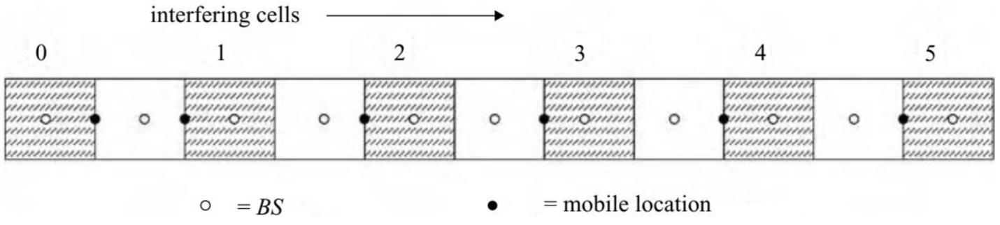 interfering cells
0 1 2 3 4 5
= BS = mobile location